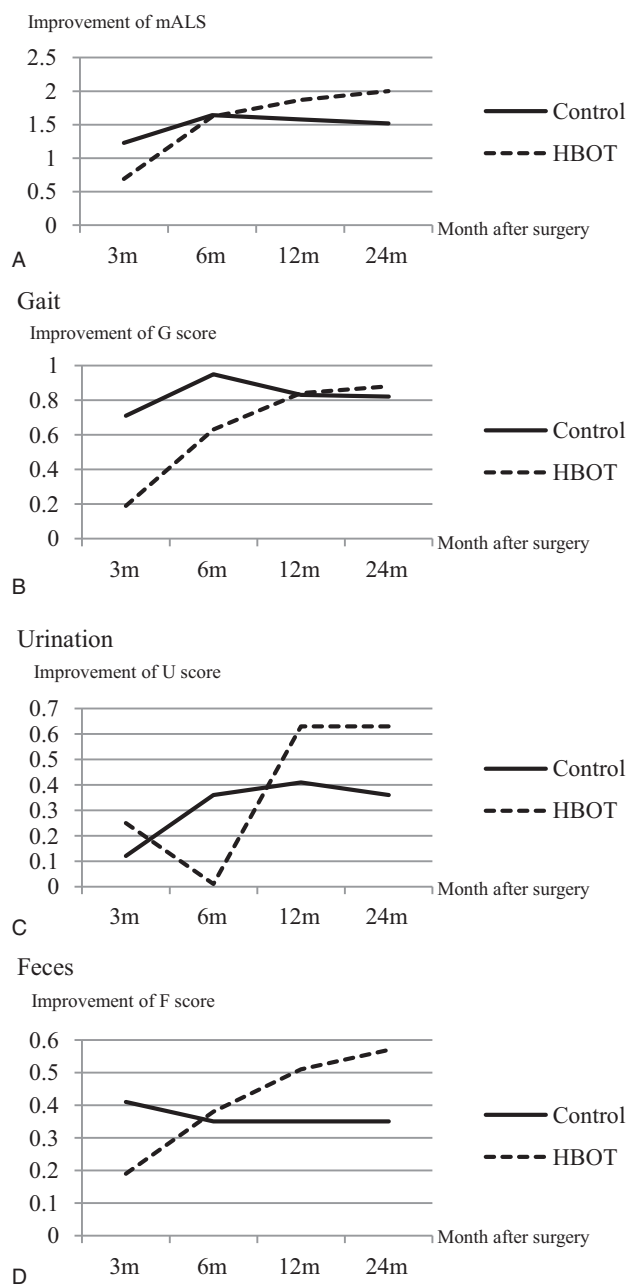 Improvement of mALS
2.5
2
1.5
1
0.5
0
Control
HBOT
Month after surgery
3m 6m 12m 24m
A
Gait
Improvement of G score
1
0.8
0.6
0.4
0.2
0
Control
HBOT
Month after surgery
3m 6m 12m 24m
B
Urination
Improvement of U score
0.7
0.6
0.5
0.4
0.3
0.2
0.1
0
Control
HBOT
Month after surgery
3m 6m 12m 24m
C
Feces
Improvement of F score
0.6
0.5
0.4
0.3
0.2
0.1
0
Control
HBOT
Month after surgery
3m 6m 12m 24m
D